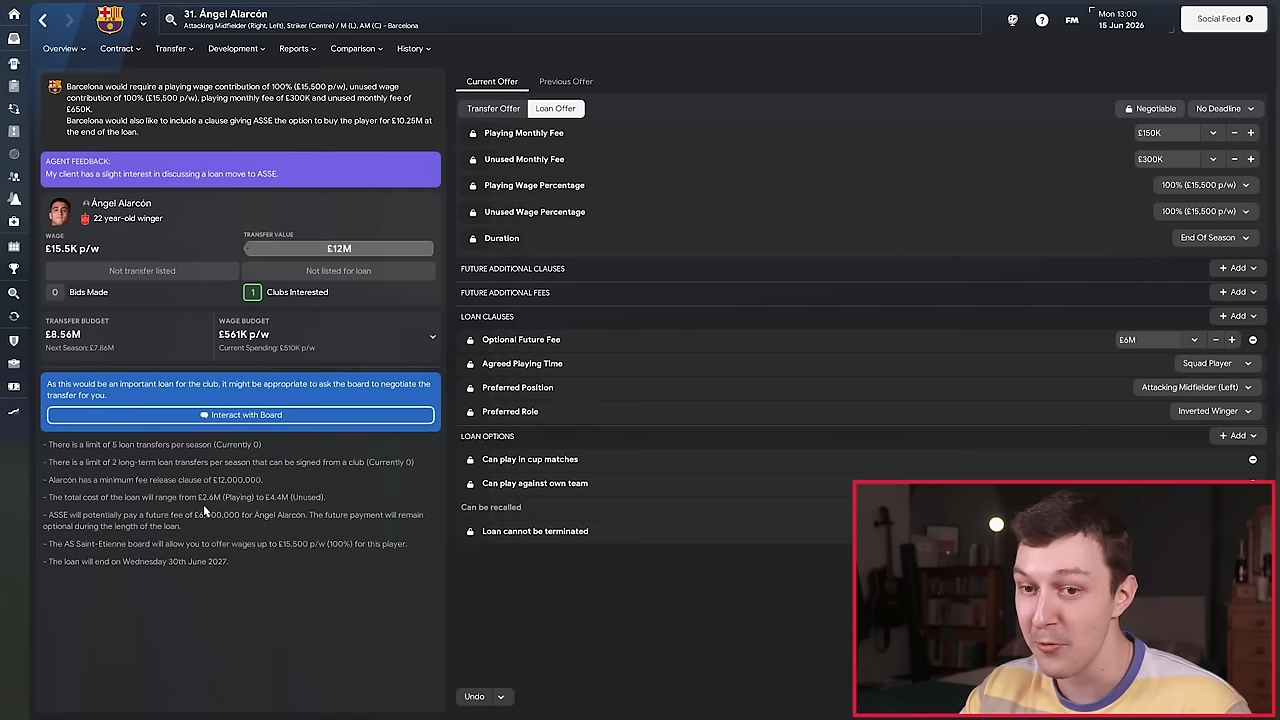 31. Ángel Alarcón
Attacking Midfielder (Right, Left), Striker (Centre) / M (L), AM (C) - Barcelona
FM
Mon 13:00
15 Jun 2026
Social Feed
Overview
Contract
Transfer
Development
Reports
Comparison
History
Barcelona would require a playing wage contribution of 100% (£15,500 p/w), unused wage
contribution of 100% (£15,500 p/w), playing monthly fee of £300K and unused monthly fee of
£650K.
Barcelona would also like to include a clause giving ASSE the option to buy the player for £10.25M at
the end of the loan.
AGENT FEEDBACK:
My client has a slight interest in discussing a loan move to ASSE.
Ángel Alarcón
22 year-old winger
WAGE
£15.5K p/w
TRANSFER VALUE
£12M
Not transfer listed
Not listed for loan
0 Bids Made
1 Clubs Interested
TRANSFER BUDGET
£8.56M
Next Season: £7.86M
WAGE BUDGET
£561K p/w
Current Spending: £510K p/w
As this would be an important loan for the club, it might be appropriate to ask the board to negotiate the
transfer for you.
Interact with Board
- There is a limit of 5 loan transfers per season (Currently 0)
- There is a limit of 2 long-term loan transfers per season that can be signed from a club (Currently 0)
- Alarcón has a minimum fee release clause of £12,000,000.
- The total cost of the loan will range from £2.6M (Playing) to £4.4M (Unused).
- ASSE will potentially pay a future fee of for Ángel Alarcón. The future payment will remain
optional during the length of the loan.
- The AS Saint-Etienne board will allow you to offer wages up to £15,500 p/w (100%) for this player.
- The loan will end on Wednesday 30th June 2027.
Current Offer
Previous Offer
Transfer Offer
Loan Offer
Negotiable
No Deadline
Playing Monthly Fee
£150K
Unused Monthly Fee
£300K
Playing Wage Percentage
100% (£15,500 p/w)
Unused Wage Percentage
100% (£15,500 p/w)
Duration
End Of Season
FUTURE ADDITIONAL CLAUSES
+ Add
FUTURE ADDITIONAL FEES
+ Add
LOAN CLAUSES
+ Add
Optional Future Fee
£6M
Agreed Playing Time
Squad Player
Preferred Position
Attacking Midfielder (Left)
Preferred Role
Inverted Winger
LOAN OPTIONS
+ Add
Can play in cup matches
Can play against own team
Can be recalled
Loan cannot be terminated
Undo